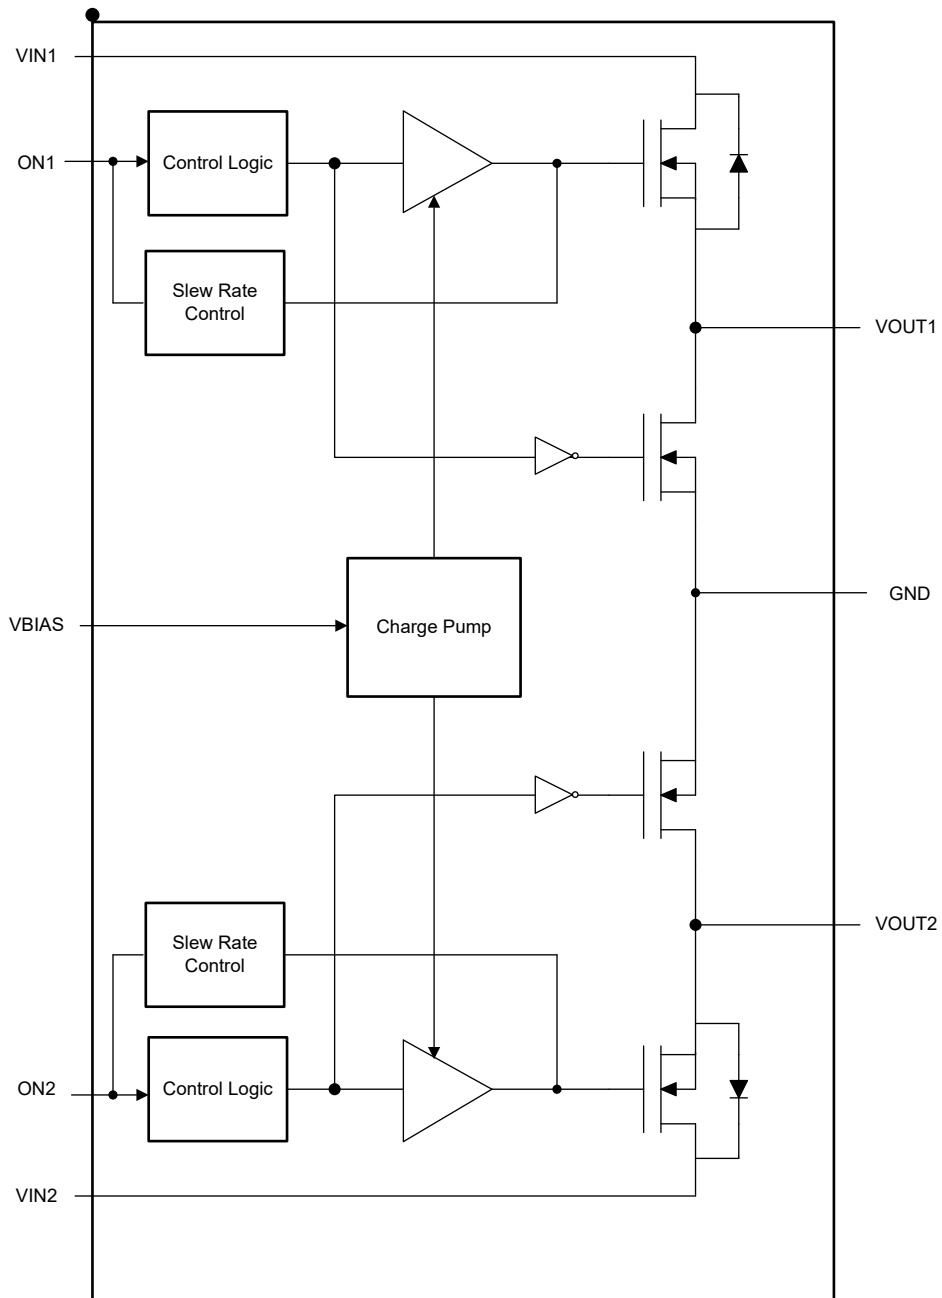 VIN1
ON1
Control Logic
Slew Rate
Control
VOUT1
GND
VBIAS
Charge Pump
Slew Rate
Control
VOUT2
ON2
Control Logic
VIN2